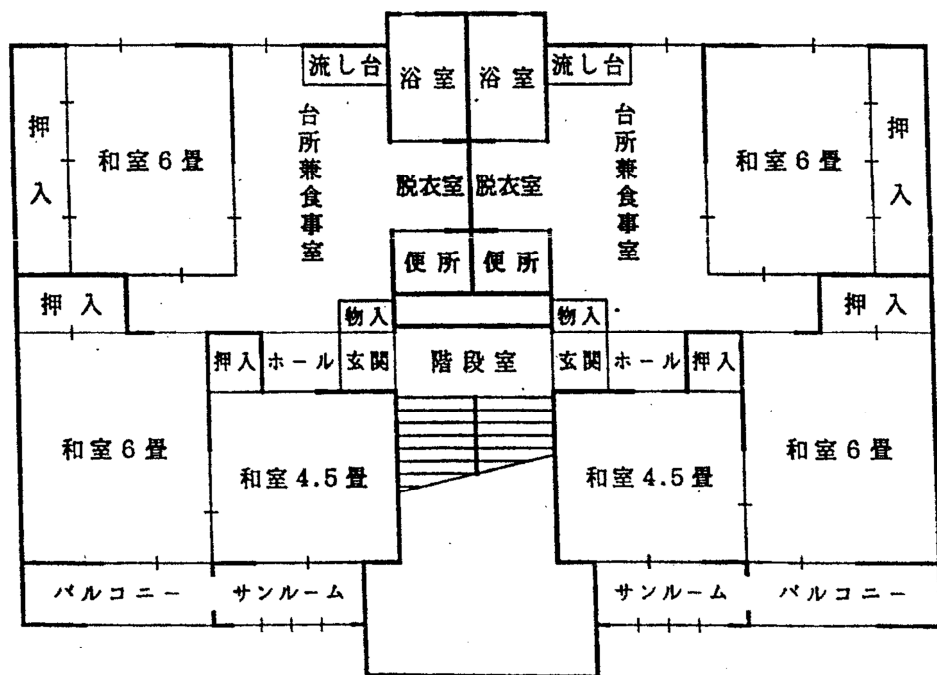 流し台
浴室
浴室
流し台
押入
和室6畳
台所兼食事室
脱衣室
脱衣室
台所兼食事室
和室6畳
押入
便所
便所
押入
物入
物入
押入
押入
ホール
玄関
階段室
玄関
ホール
押入
和室6畳
和室4.5畳
和室4.5畳
和室6畳
バルコニー
サンルーム
サンルーム
バルコニー